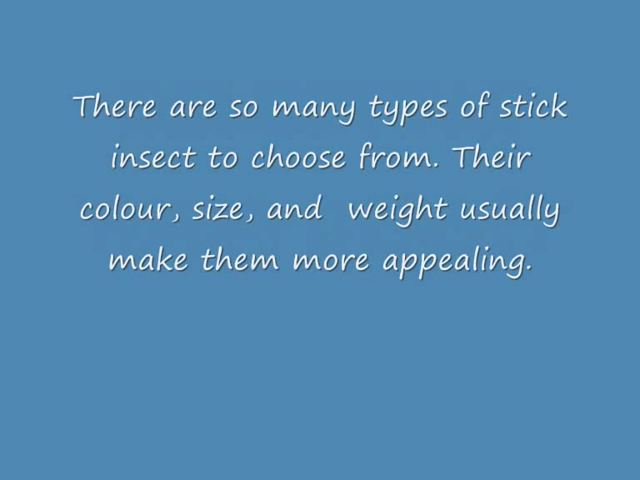 There are so many types of stick
insect to choose from. Their
colour, size, and  weight usually
make them more appealing.